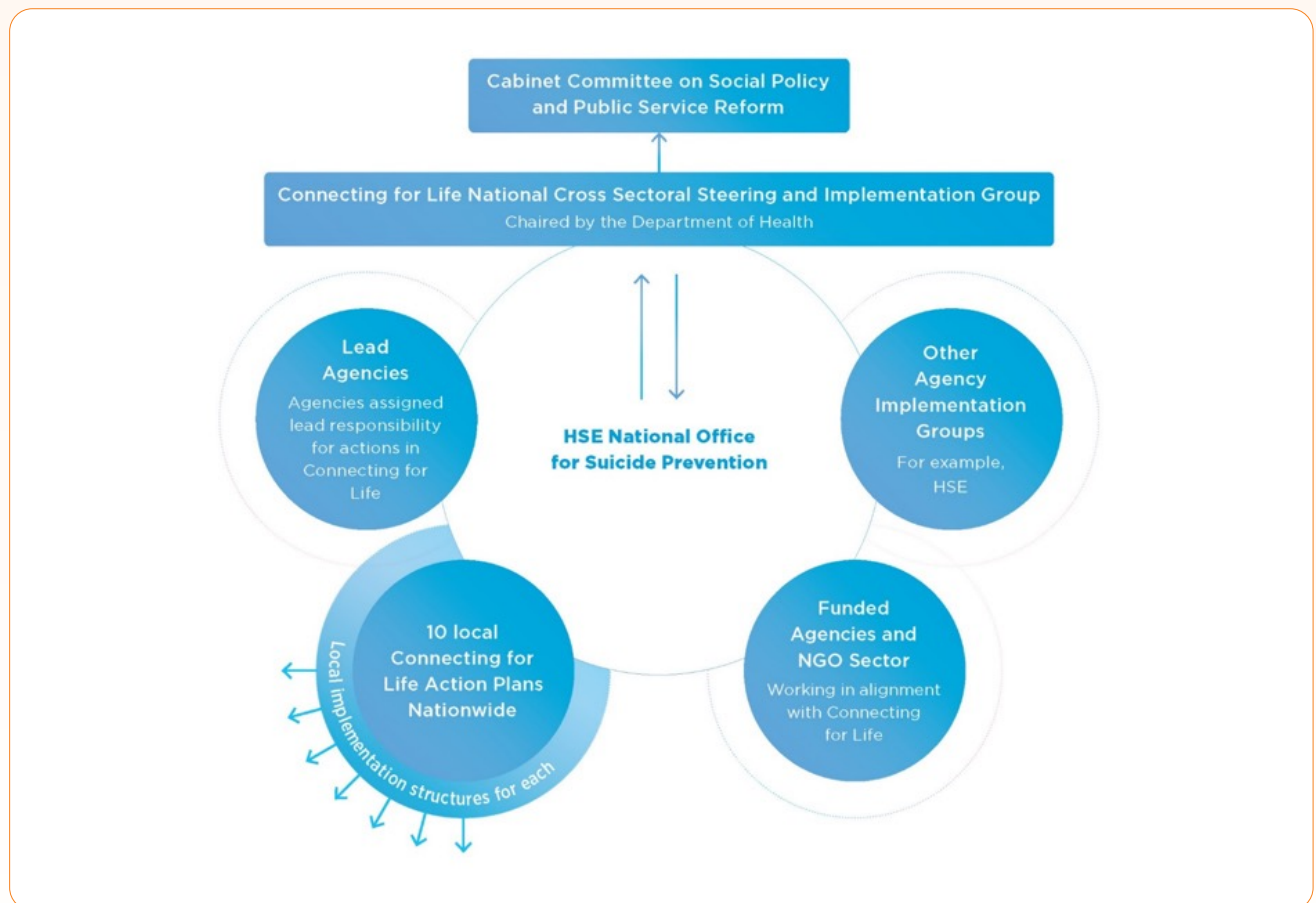 Cabinet Committee on Social Policy
and Public Service Reform
Connecting for Life National Cross Sectoral Steering and Implementation Group
Chaired by the Department of Health
Lead
Agencies
Agencies assigned
lead responsibility
for actions in
Connecting for
Life
Other
Agency
Implementation
Groups
For example,
HSE
HSE National Office
for Suicide Prevention
10 local
Connecting for
Life Action Plans
Nationwide
Local implementation structures for each
Funded
Agencies and
NGO Sector
Working in alignment
with Connecting
for Life